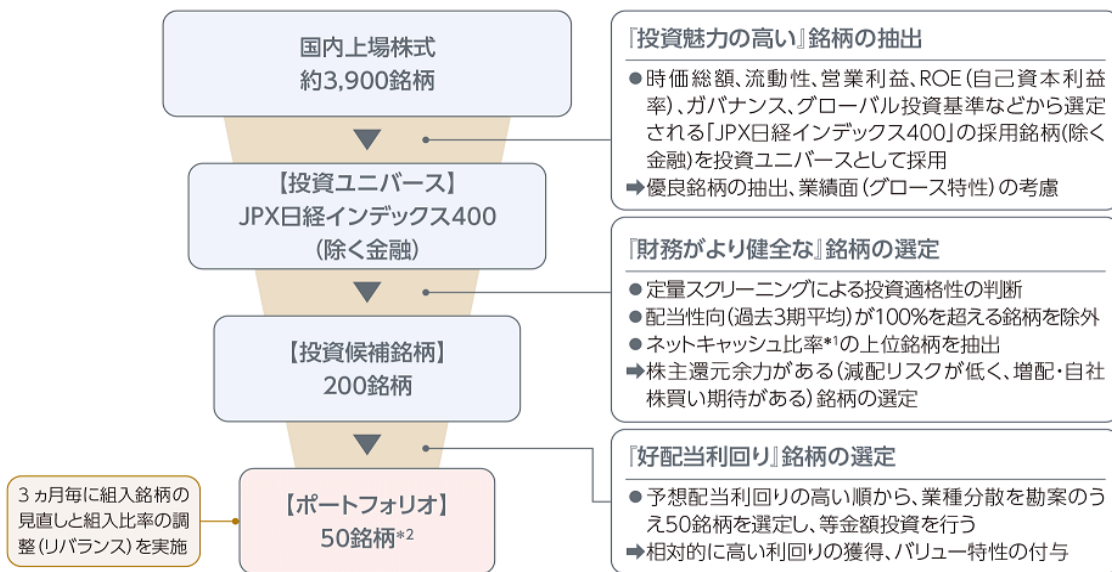 国内上場株式
約3,900銘柄
『投資魅力の高い』銘柄の抽出
●時価総額、流動性、営業利益、ROE(自己資本利益
率)、ガバナンス、グローバル投資基準などから選定
される「JPX日経インデックス400」の採用銘柄(除く
金融)を投資ユニバースとして採用
➡優良銘柄の抽出、業績面(グロース特性)の考慮
▼
【投資ユニバース】
JPX日経インデックス400
(除く金融)
『財務がより健全な』銘柄の選定
●定量スクリーニングによる投資適格性の判断
●配当性向(過去3期平均)が100%を超える銘柄を除外
●ネットキャッシュ比率*1の上位銘柄を抽出
➡株主還元余力がある(減配リスクが低く、増配・自社
株買い期待がある)銘柄の選定
▼
【投資候補銘柄】
200銘柄
『好配当利回り』銘柄の選定
●予想配当利回りの高い順から、業種分散を勘案のう
え50銘柄を選定し、等金額投資を行う
➡相対的に高い利回りの獲得、バリュー特性の付与
▼
【ポートフォリオ】
50銘柄*2
3ヵ月毎に組入銘柄の
見直しと組入比率の調
整(リバランス)を実施